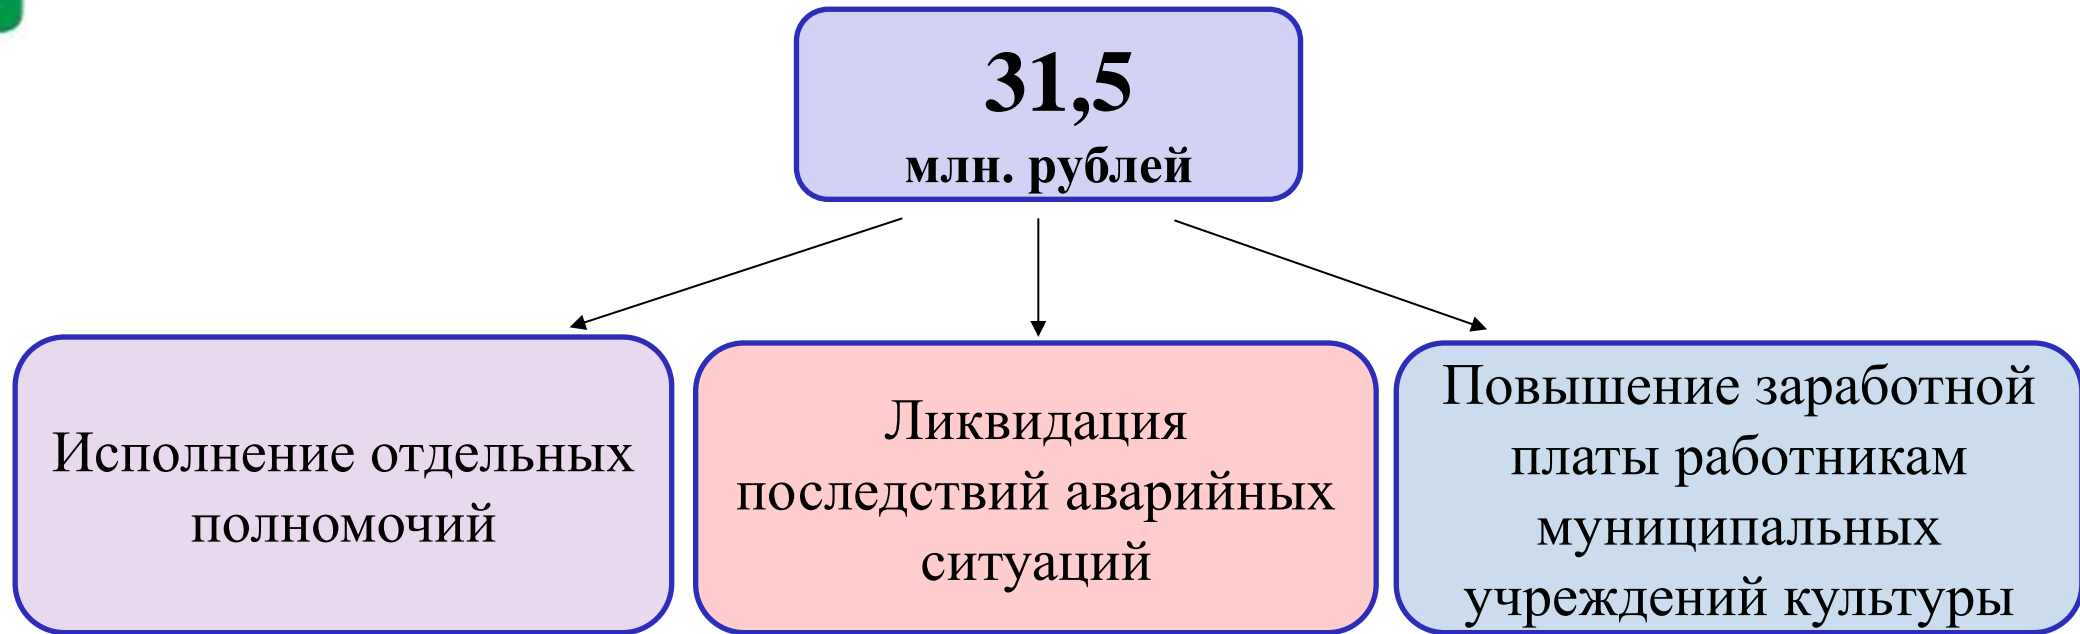 31,5
млн. рублей
Исполнение отдельных
полномочий
Ликвидация
последствий аварийных
ситуаций
Повышение заработной
платы работникам
муниципальных
учреждений культуры